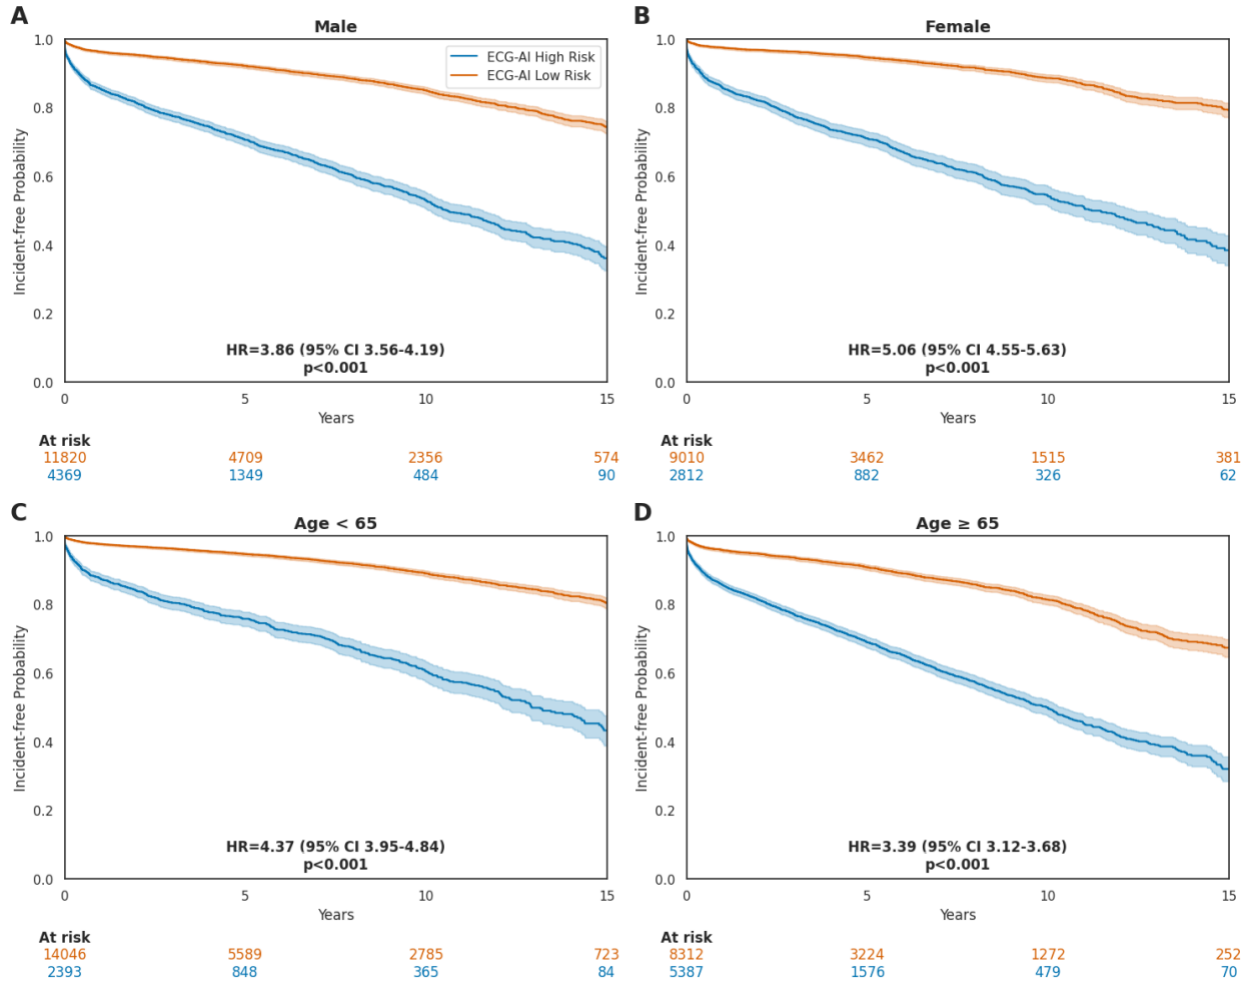 A
Male
ECG-AI High Risk
ECG-AI Low Risk
Incident-free Probability
1.0
0.8
0.6
0.4
0.2
0.0
HR=3.86 (95% CI 3.56-4.19)
p<0.001
0 5 10 15
Years
At risk
11820 4709 2356 574
4369 1349 484 90
B
Female
Incident-free Probability
1.0
0.8
0.6
0.4
0.2
0.0
HR=5.06 (95% CI 4.55-5.63)
p<0.001
0 5 10 15
Years
At risk
9010 3462 1515 381
2812 882 326 62
C
Age < 65
Incident-free Probability
1.0
0.8
0.6
0.4
0.2
0.0
HR=4.37 (95% CI 3.95-4.84)
p<0.001
0 5 10 15
Years
At risk
14046 5589 2785 723
2393 848 365 84
D
Age ≥ 65
Incident-free Probability
1.0
0.8
0.6
0.4
0.2
0.0
HR=3.39 (95% CI 3.12-3.68)
p<0.001
0 5 10 15
Years
At risk
8312 3224 1272 252
5387 1576 479 70